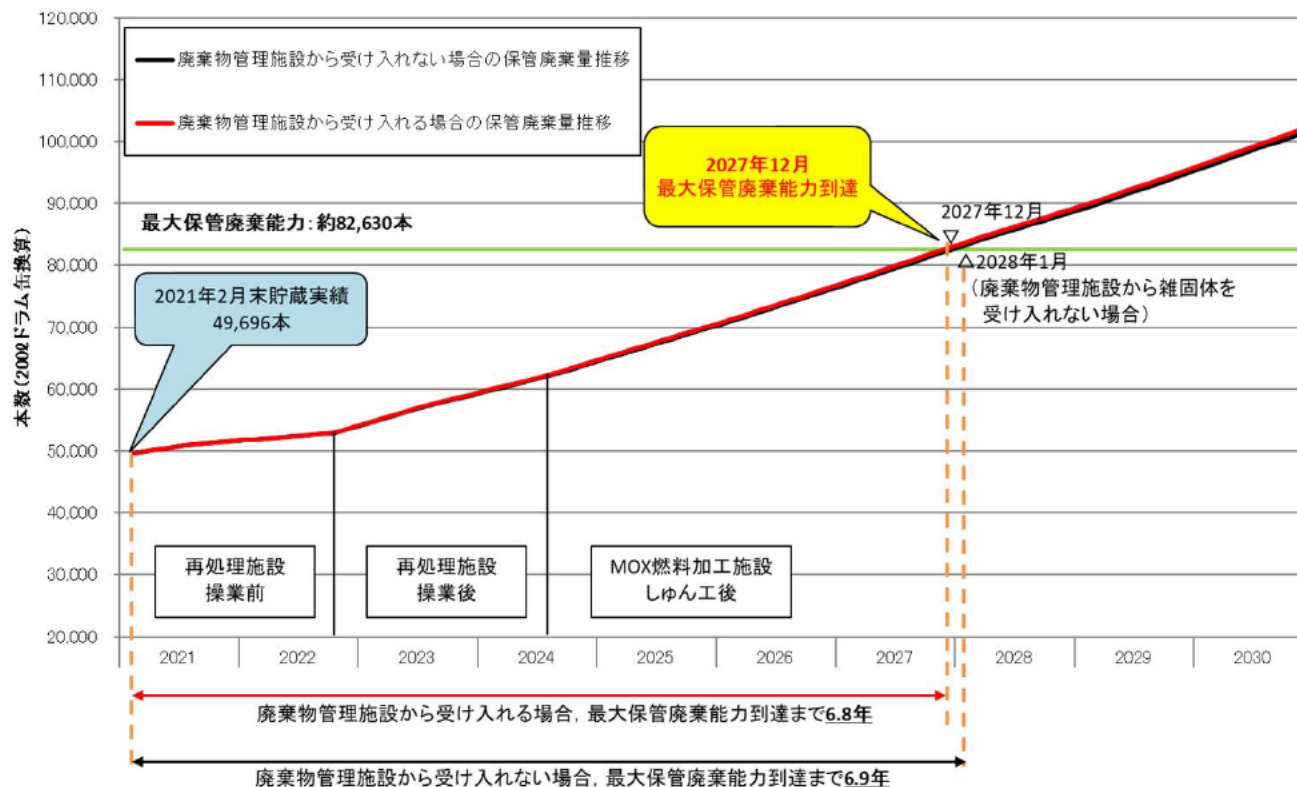 120.000
110.000
100.000
90.000
80.000
70.000
60.000
50.000
40.000
30.000
20.000
本数(200ℓドラム缶換算)
廃棄物管理施設から受け入れない場合の保管廃棄量推移
廃棄物管理施設から受け入れる場合の保管廃棄量推移
2027年12月
最大保管廃棄能力到達
最大保管廃棄能力：約82,630本
2027年12月
▽
△2028年1月
（廃棄物管理施設から雑固体を
受け入れない場合）
2021年2月末貯蔵実績
49,696本
再処理施設
操業前
再処理施設
操業後
MOX燃料加工施設
しゅん工後
2021 2022 2023 2024 2025 2026 2027 2028 2029 2030
廃棄物管理施設から受け入れる場合，最大保管廃棄能力到達まで6.8年
廃棄物管理施設から受け入れない場合，最大保管廃棄能力到達まで6.9年